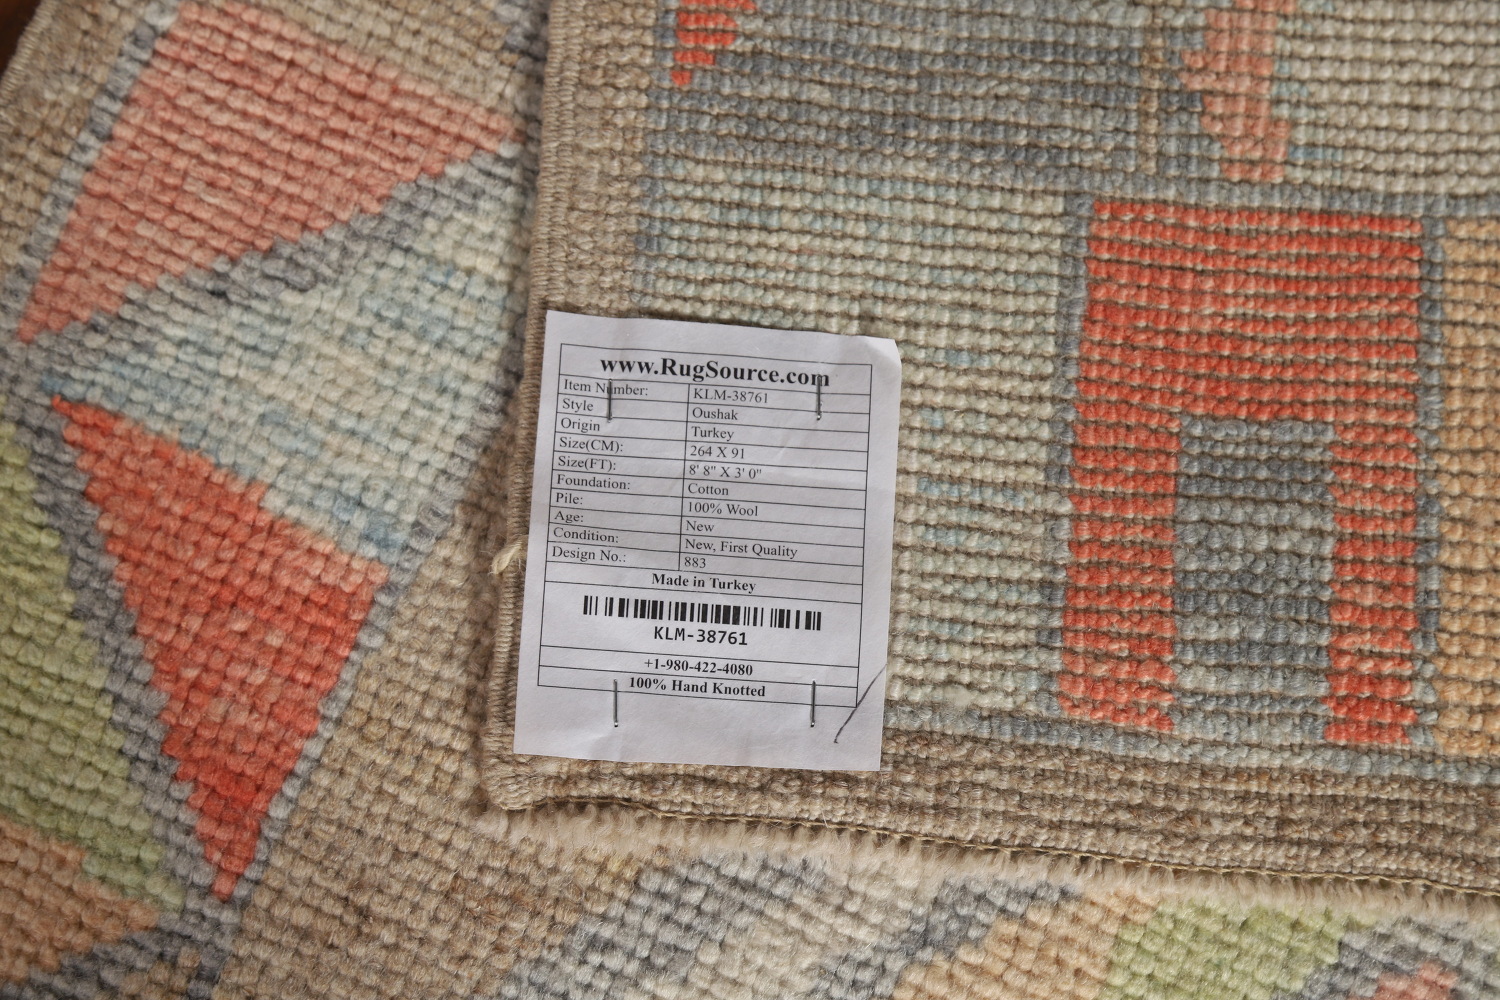 www.RugSource.com
Item Number: KLM-38761
Style Oushak
Origin Turkey
Size(CM): 264 X 91
Size(FT): 8' 8" X 3' 0"
Foundation: Cotton
Pile: 100% Wool
Age: New
Condition: New, First Quality
Design No.: 883
Made in Turkey
KLM-38761
+1-980-422-4080
100% Hand Knotted